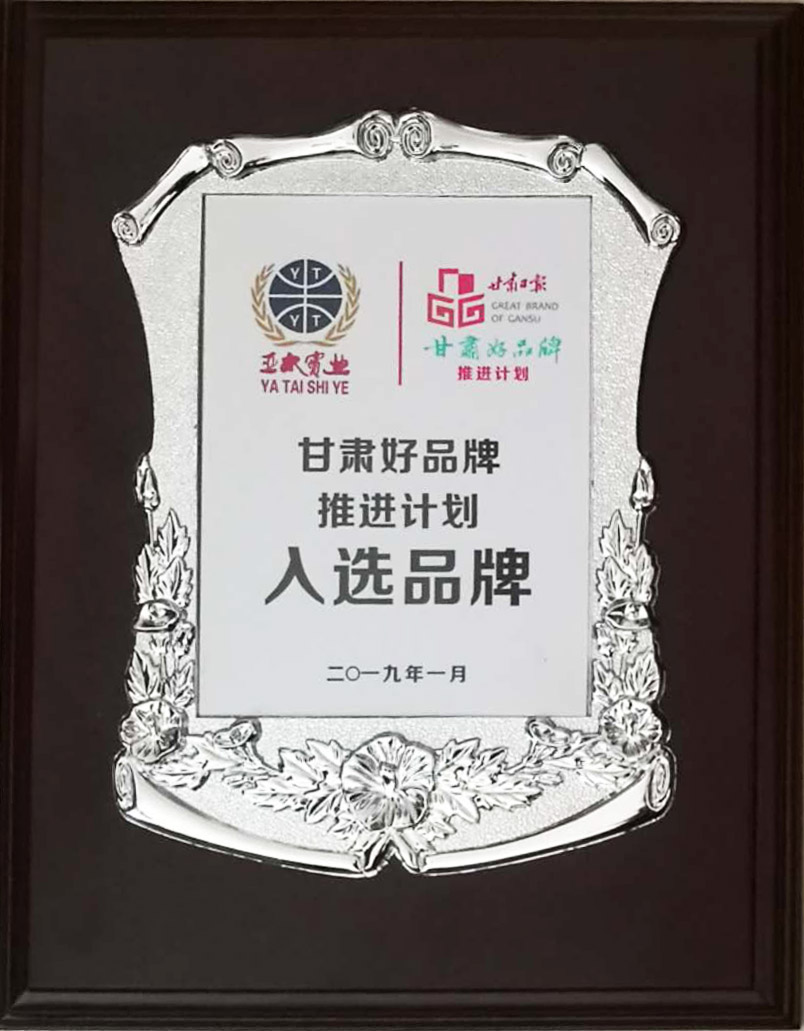 Y T
Y T
亚太实业
YA TAI SHI YE
甘肃日报
GREAT BRAND
OF GANSU
甘肃好品牌
推进计划
甘肃好品牌
推进计划
入选品牌
二〇一九年一月